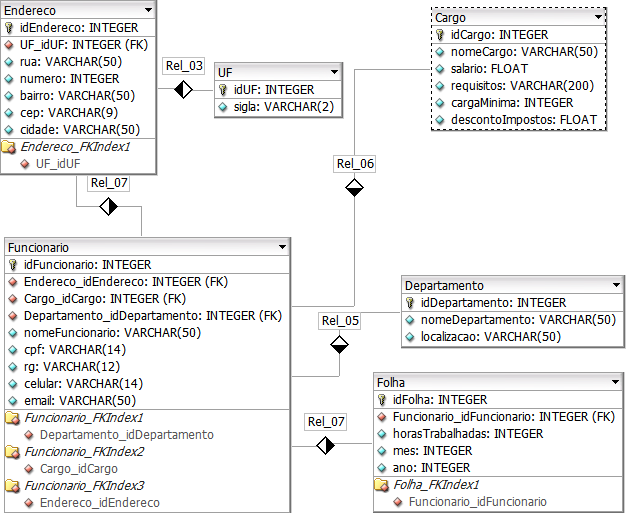 Endereco
idEndereco: INTEGER
UF_idUF: INTEGER (FK)
rua: VARCHAR(50)
numero: INTEGER
bairro: VARCHAR(50)
cep: VARCHAR(9)
cidade: VARCHAR(50)
Endereco_FKIndex1
UF_idUF
Rel_03
UF
idUF: INTEGER
sigla: VARCHAR(2)
Cargo
idCargo: INTEGER
nomeCargo: VARCHAR(50)
salario: FLOAT
requisitos: VARCHAR(200)
cargaMinima: INTEGER
descontoImpostos: FLOAT
Rel_06
Rel_07
Funcionario
idFuncionario: INTEGER
Endereco_idEndereco: INTEGER (FK)
Cargo_idCargo: INTEGER (FK)
Departamento_idDepartamento: INTEGER (FK)
nomeFuncionario: VARCHAR(50)
cpf: VARCHAR(14)
rg: VARCHAR(12)
celular: VARCHAR(14)
email: VARCHAR(50)
Funcionario_FKIndex1
Departamento_idDepartamento
Funcionario_FKIndex2
Cargo_idCargo
Funcionario_FKIndex3
Endereco_idEndereco
Rel_05
Departamento
idDepartamento: INTEGER
nomeDepartamento: VARCHAR(50)
localizacao: VARCHAR(50)
Rel_07
Folha
idFolha: INTEGER
Funcionario_idFuncionario: INTEGER (FK)
horasTrabalhadas: INTEGER
mes: INTEGER
ano: INTEGER
Folha_FKIndex1
Funcionario_idFuncionario